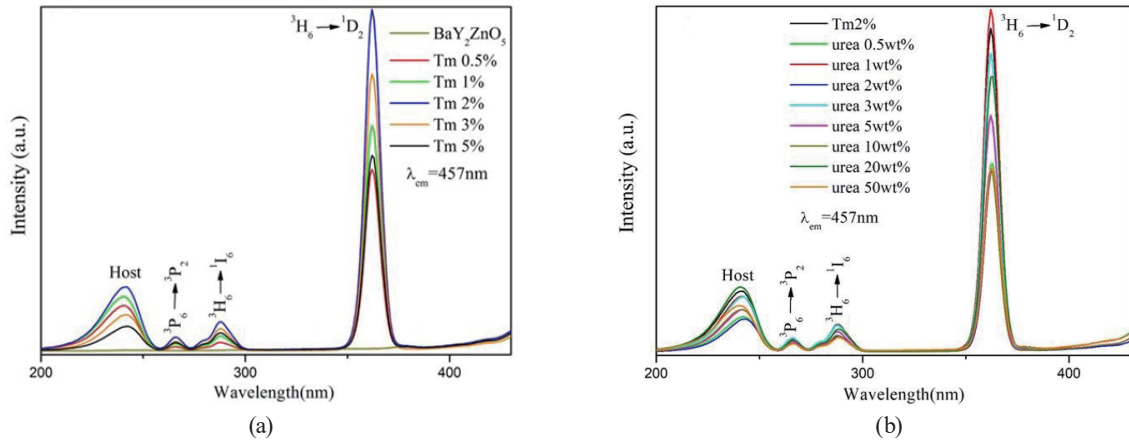 ³H₆ → ¹D₂
BaY₂ZnO₅
Tm 0.5%
Tm 1%
Tm 2%
Tm 3%
Tm 5%
λem=457nm
Host
³P₆ → ³P₂
³H₆ → ¹I₆
Intensity (a.u.)
200
300
400
Wavelength(nm)
(a)
³H₆ → ¹D₂
Tm2%
urea 0.5wt%
urea 1wt%
urea 2wt%
urea 3wt%
urea 5wt%
urea 10wt%
urea 20wt%
urea 50wt%
λem=457nm
Host
³P₆ → ³P₂
³H₆ → ¹I₆
Intensity (a.u.)
200
300
400
Wavelength(nm)
(b)